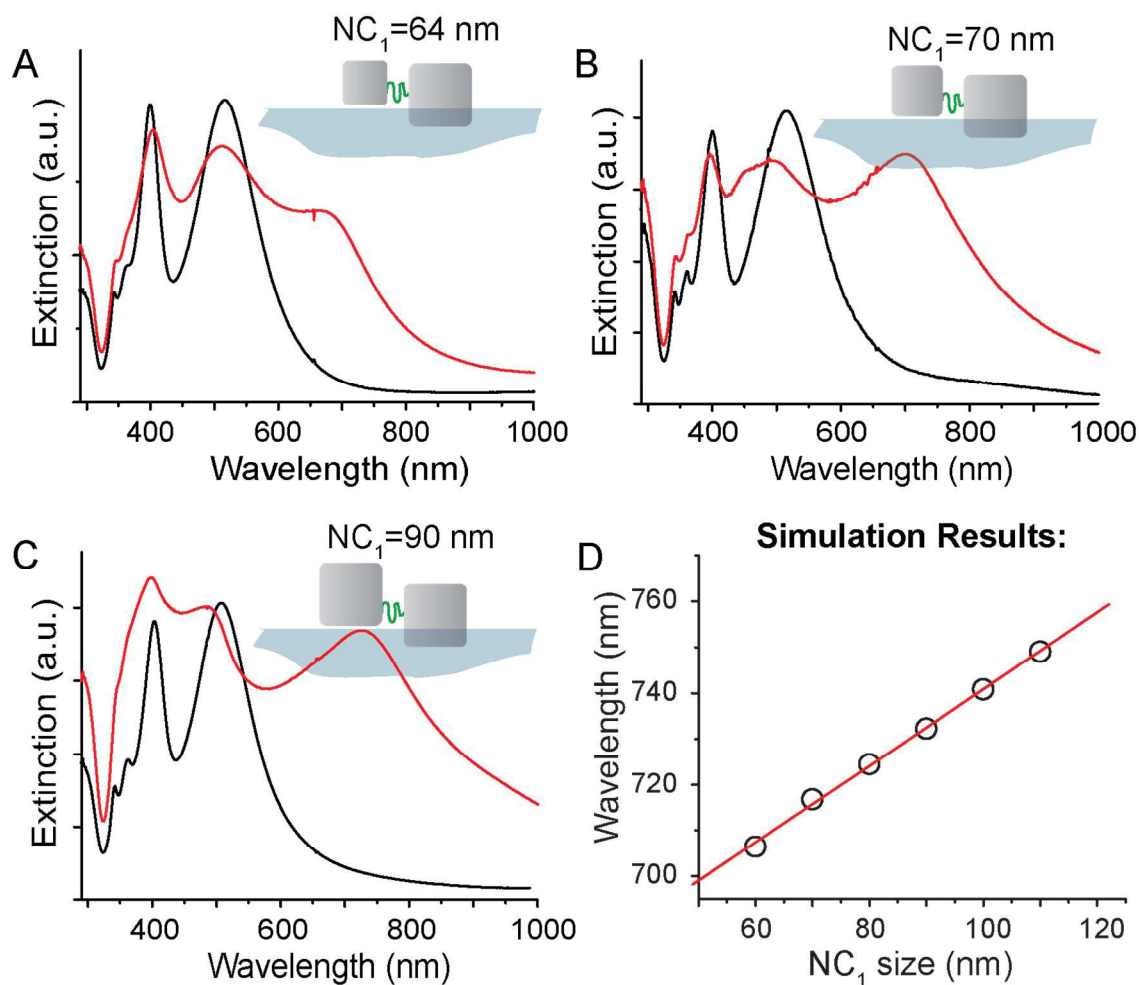 A
NC1=64 nm
Extinction (a.u.)
400 600 800 1000
Wavelength (nm)
B
NC1=70 nm
Extinction (a.u.)
400 600 800 1000
Wavelength (nm)
C
NC1=90 nm
Extinction (a.u.)
400 600 800 1000
Wavelength (nm)
D
Simulation Results:
Wavelength (nm)
760
740
720
700
60 80 100 120
NC1 size (nm)